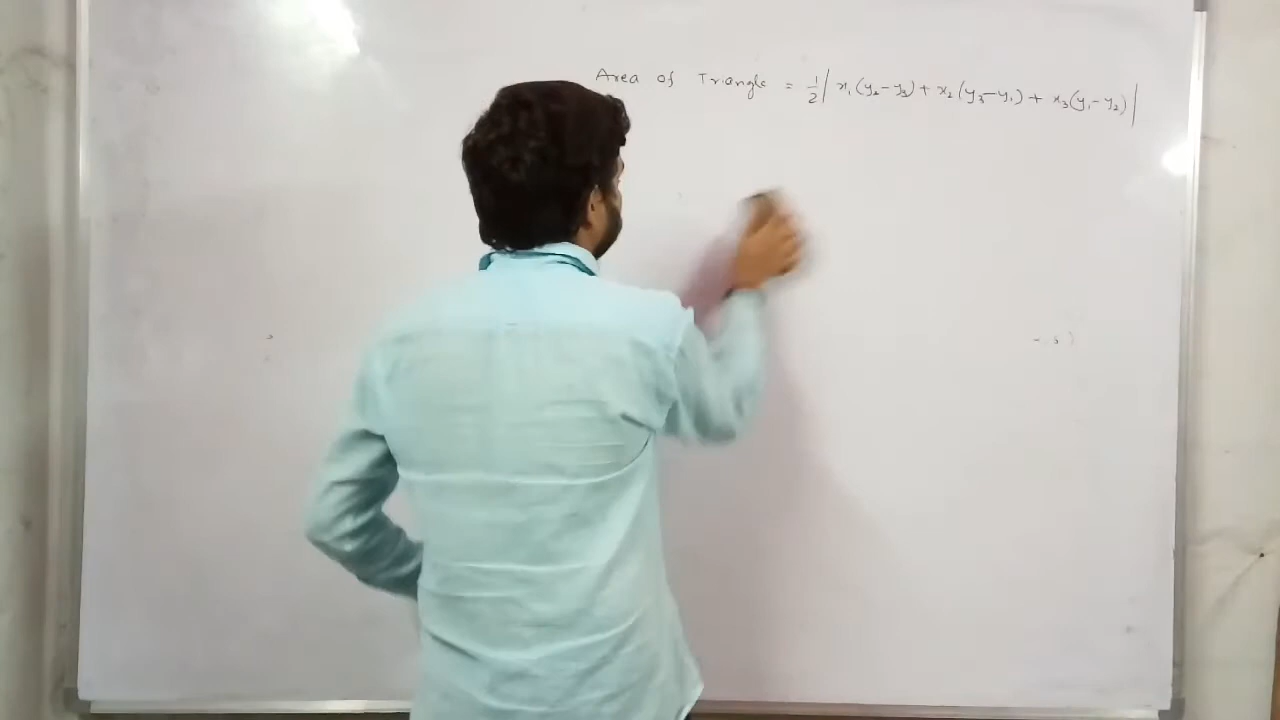 Area of Triangle = 1/2 | x₁(y₂-y₃) + x₂(y₃-y₁) + x₃(y₁-y₂) |